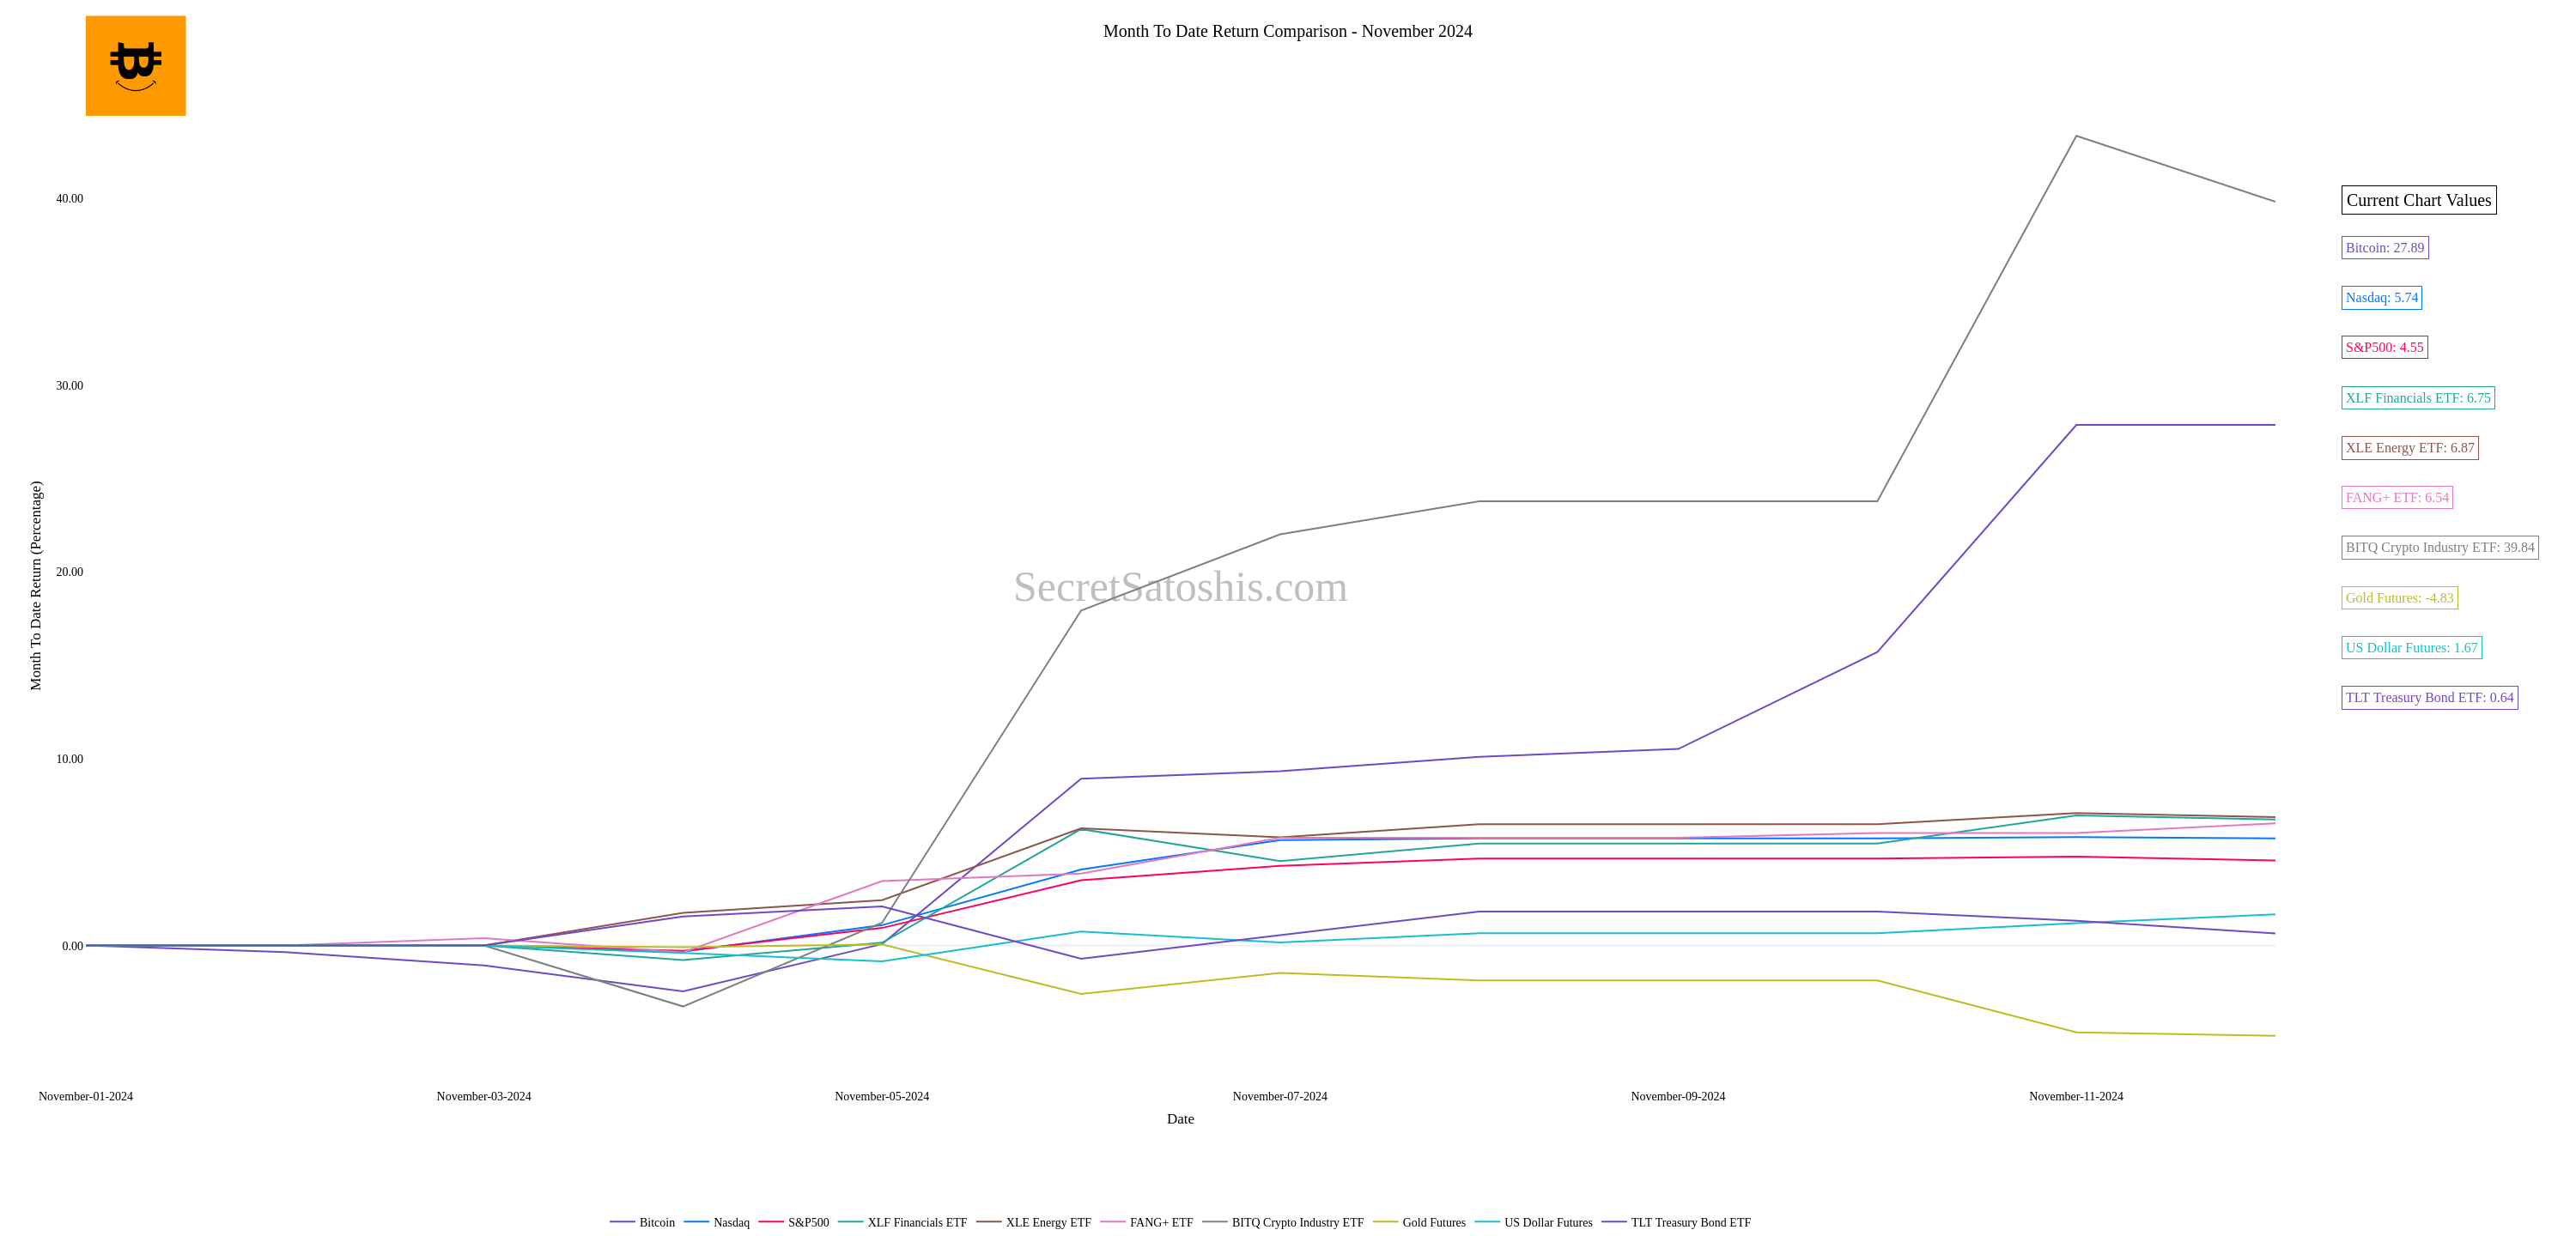 Month To Date Return Comparison - November 2024
40.00
30.00
20.00
10.00
0.00
Month To Date Return (Percentage)
SecretSatoshis.com
Current Chart Values
Bitcoin: 27.89
Nasdaq: 5.74
S&P500: 4.55
XLF Financials ETF: 6.75
XLE Energy ETF: 6.87
FANG+ ETF: 6.54
BITQ Crypto Industry ETF: 39.84
Gold Futures: -4.83
US Dollar Futures: 1.67
TLT Treasury Bond ETF: 0.64
November-01-2024 November-03-2024 November-05-2024 November-07-2024 November-09-2024 November-11-2024
Date
Bitcoin Nasdaq S&P500 XLF Financials ETF XLE Energy ETF FANG+ ETF BITQ Crypto Industry ETF Gold Futures US Dollar Futures TLT Treasury Bond ETF